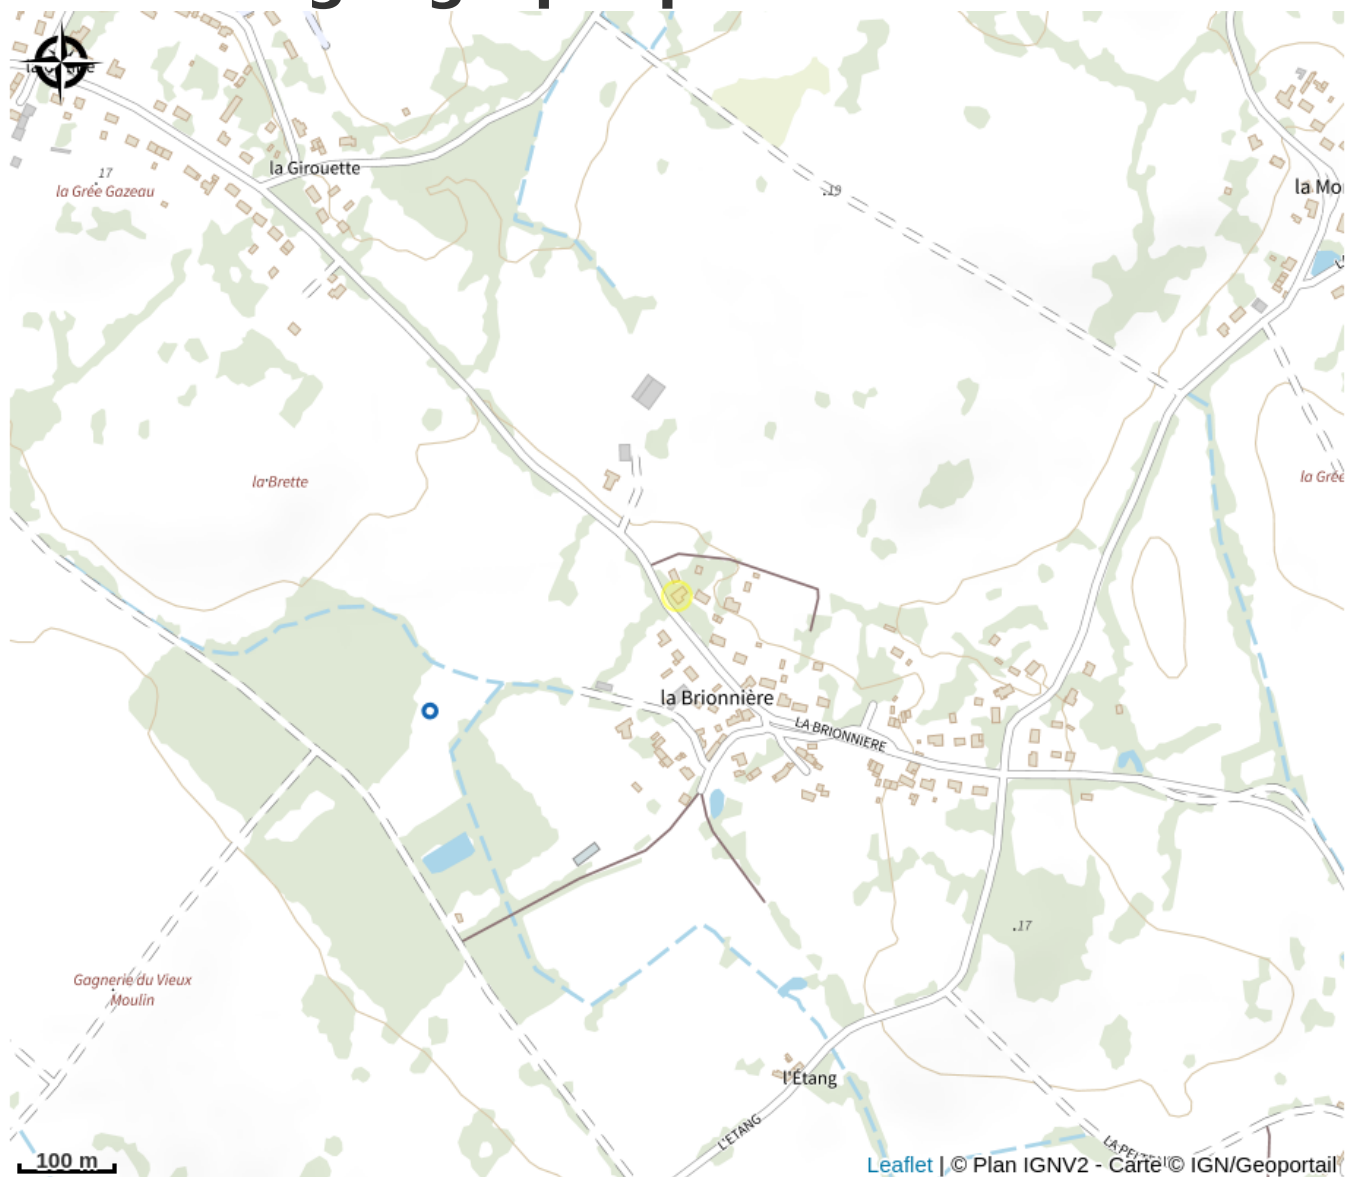 la Girouette
17
la Grée Gazeau
.19
la Mo
la Brette
la Grée
la Brionnière
LA BRIONNIERE
.17
Gagnerie du Vieux
Moulin
l'Étang
L'ETANG
100 m
Leaflet | © Plan IGNV2 - Carte © IGN/Geoportail